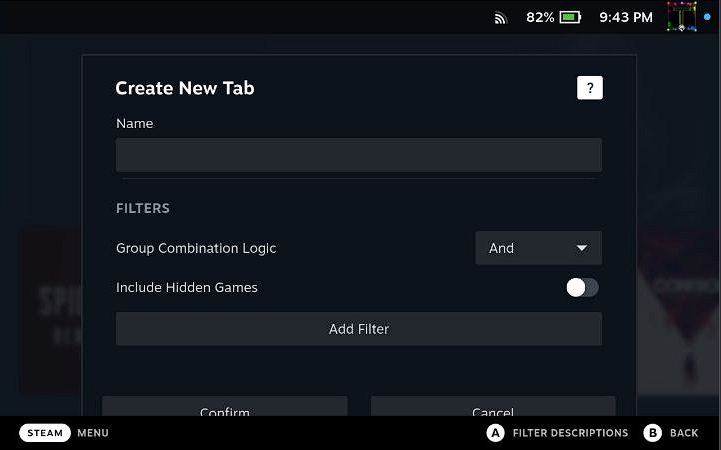 82% 9:43 PM
Create New Tab
?
Name
FILTERS
Group Combination Logic And
Include Hidden Games
Add Filter
Confirm Cancel
STEAM MENU A FILTER DESCRIPTIONS B BACK